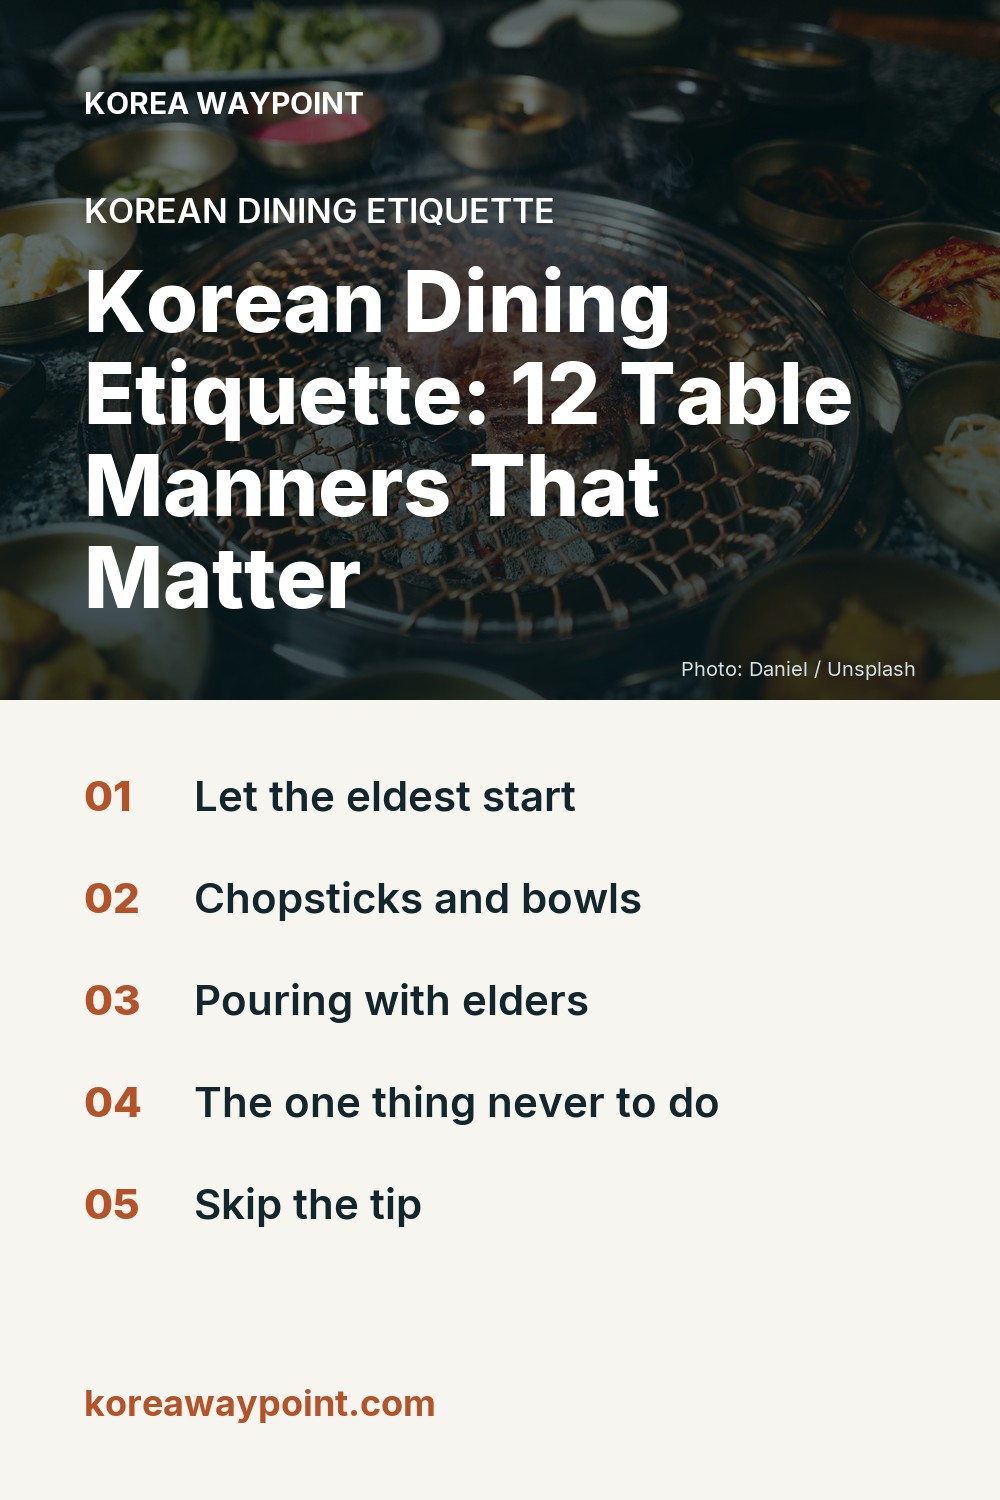 KOREA WAYPOINT
KOREAN DINING ETIQUETTE
Korean Dining
Etiquette: 12 Table
Manners That
Matter
Photo: Daniel / Unsplash
01 Let the eldest start
02 Chopsticks and bowls
03 Pouring with elders
04 The one thing never to do
05 Skip the tip
koreawaypoint.com